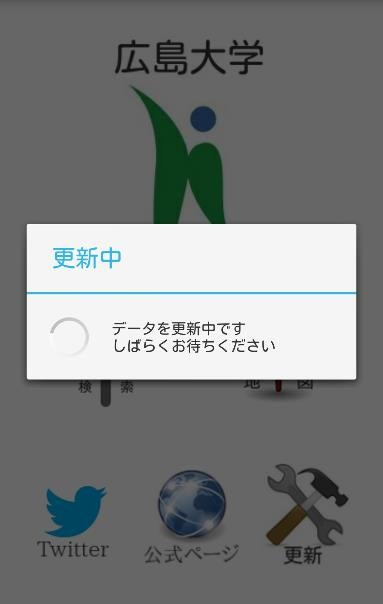 広島大学
更新中
データを更新中です
しばらくお待ちください
検 索
地 図
Twitter
公式ページ
更新